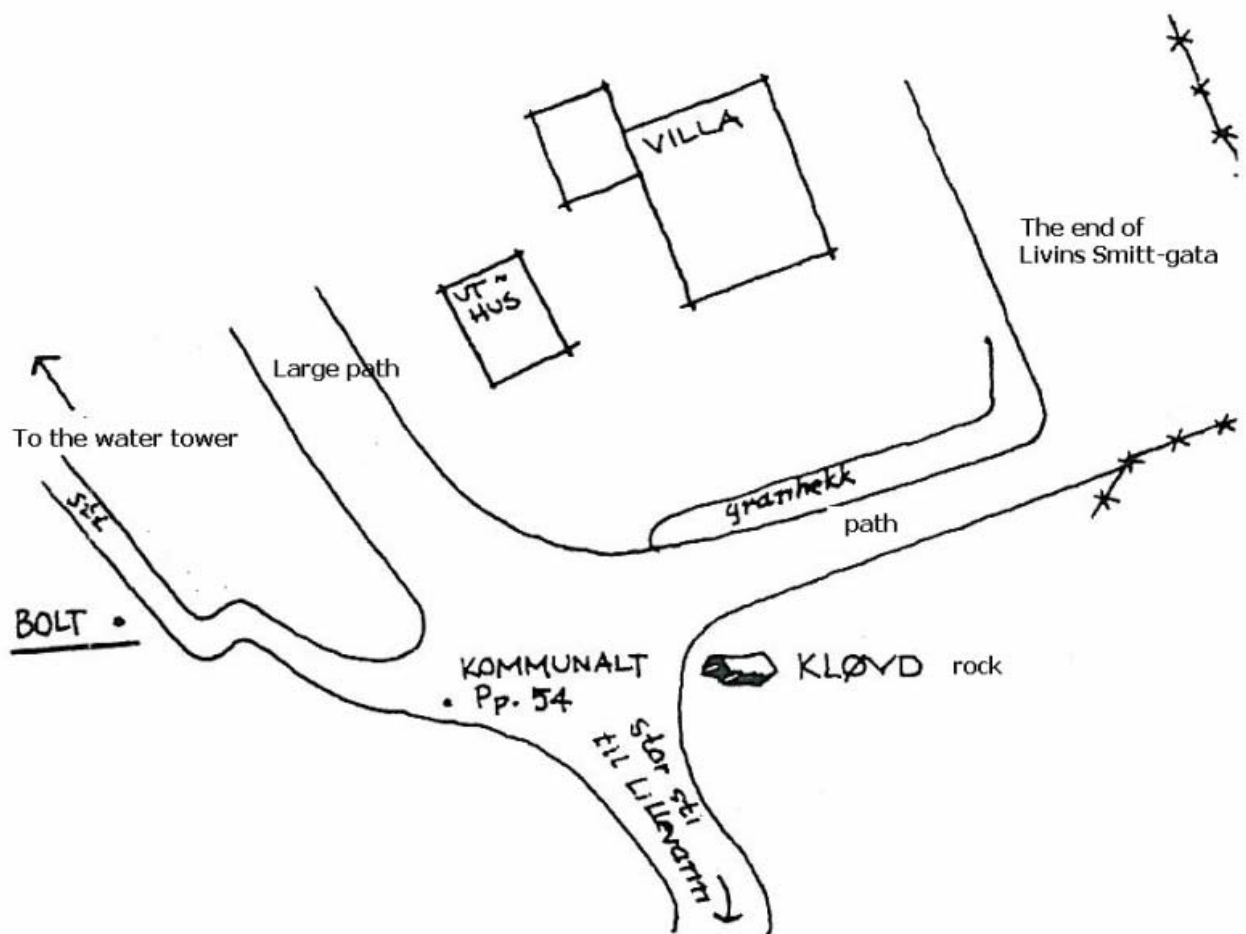 VILLA
The end of
Livins Smitt-gata
UT-
HUS
Large path
To the water tower
granhekk
path
sti
BOLT
KOMMUNALT
Pp. 54
KLØVD rock
stor sti
til Lillevann